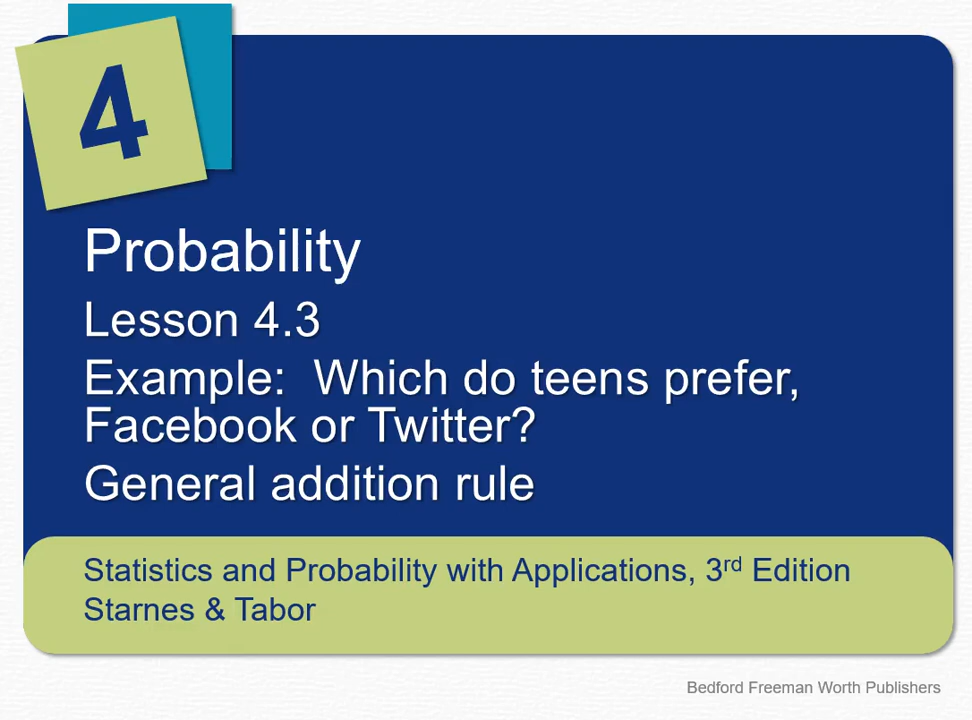 4
Probability
Lesson 4.3
Example:  Which do teens prefer,
Facebook or Twitter?
General addition rule
Statistics and Probability with Applications, 3rd Edition
Starnes & Tabor
Bedford Freeman Worth Publishers